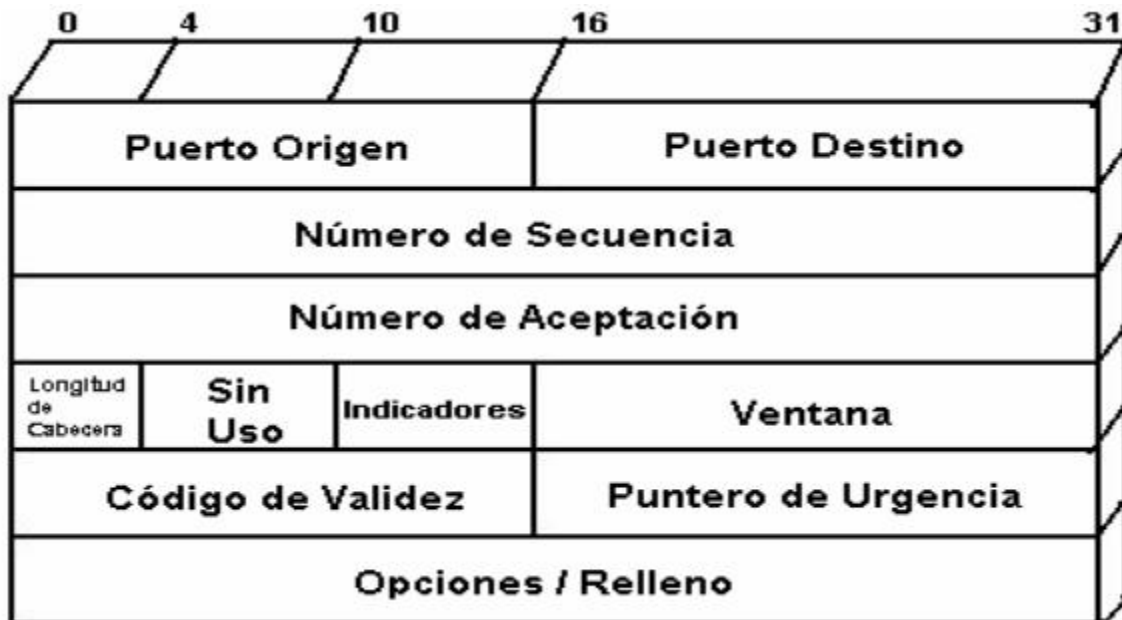 0 4 10 16 31
Puerto Origen Puerto Destino
Número de Secuencia
Número de Aceptación
Longitud
de
Cabecera
Sin
Uso
Indicadores
Ventana
Código de Validez Puntero de Urgencia
Opciones / Relleno